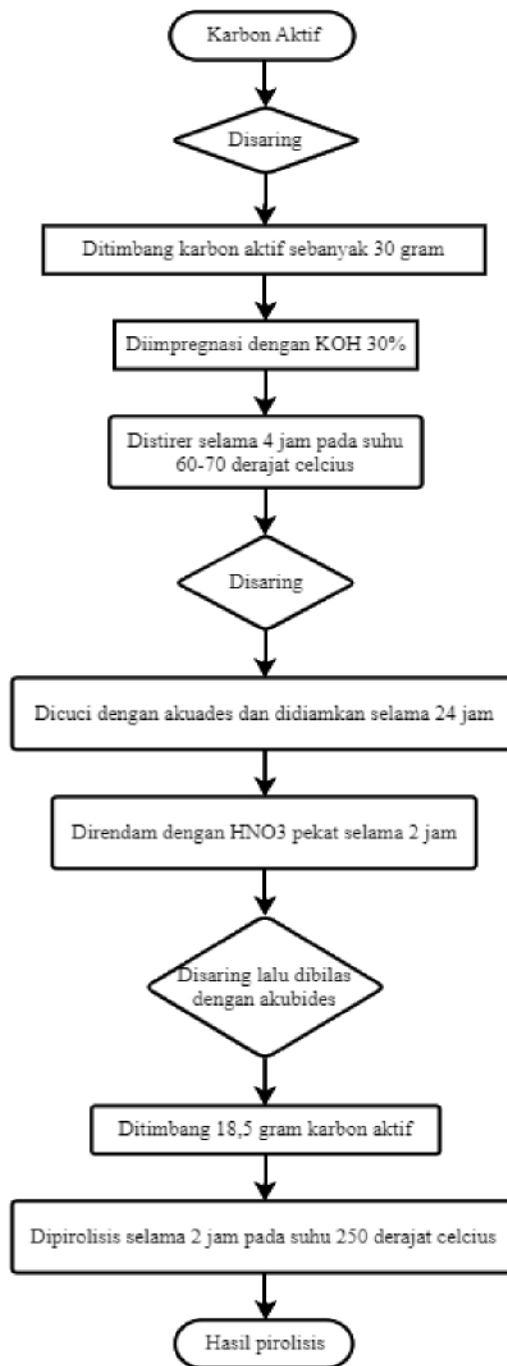 Karbon Aktif
Disaring
Ditimbang karbon aktif sebanyak 30 gram
Diimpregnasi dengan KOH 30%
Distirer selama 4 jam pada suhu
60-70 derajat celcius
Disaring
Dicuci dengan akuades dan didiamkan selama 24 jam
Direndam dengan HNO3 pekat selama 2 jam
Disaring lalu dibilas
dengan akubides
Ditimbang 18,5 gram karbon aktif
Dipirolisis selama 2 jam pada suhu 250 derajat celcius
Hasil pirolisis